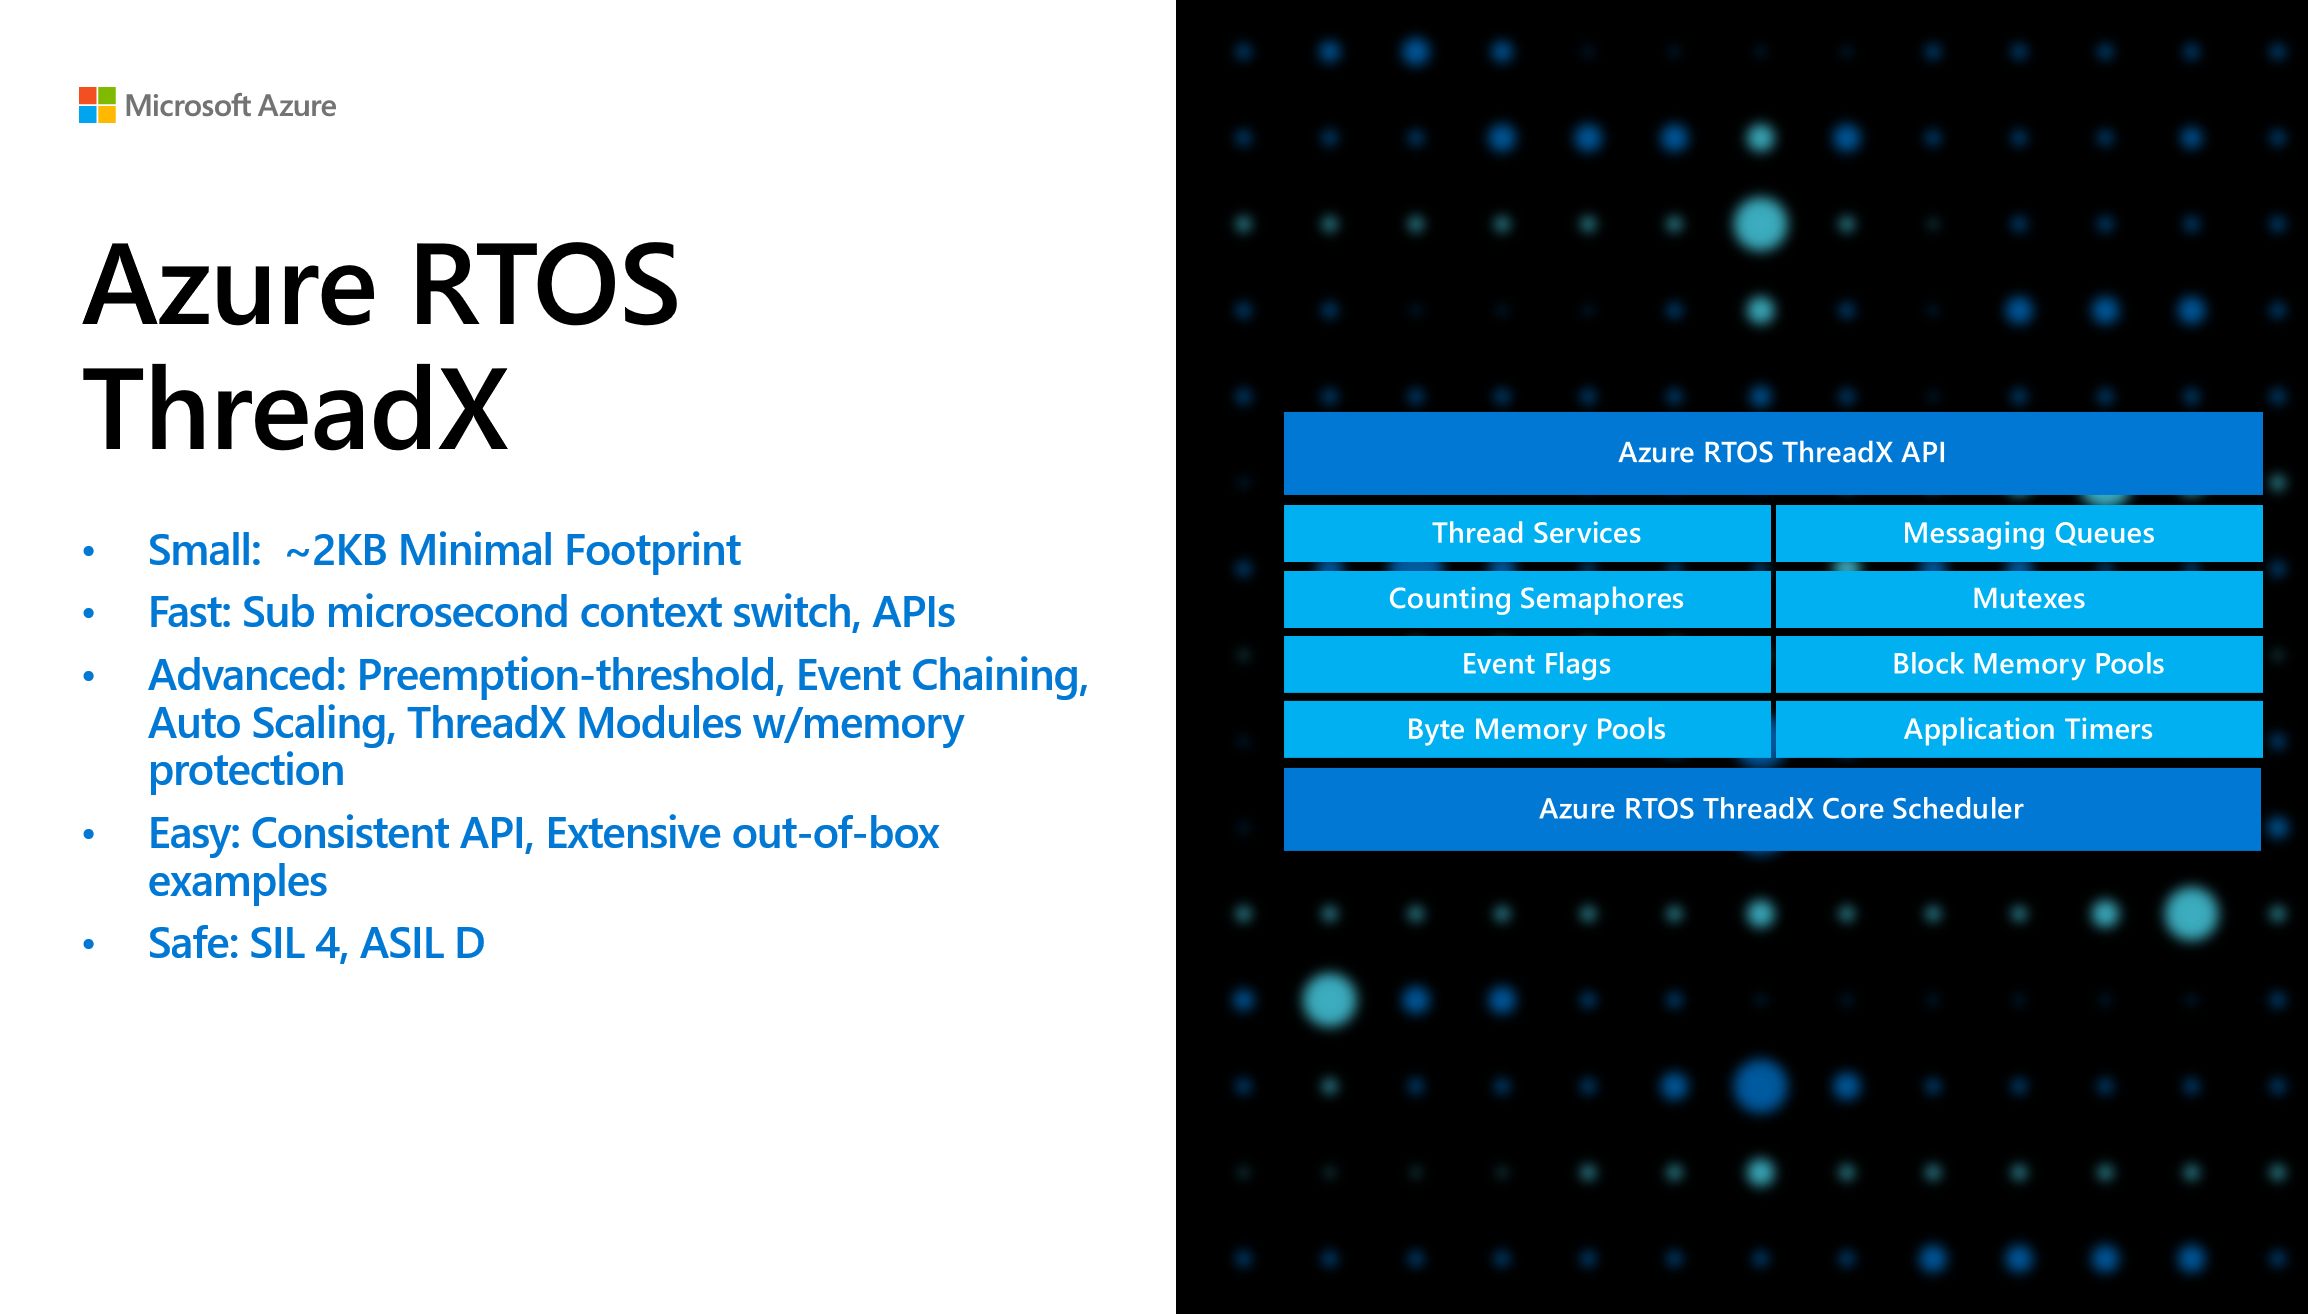 Microsoft Azure
Azure RTOS
ThreadX
• Small:  ~2KB Minimal Footprint
• Fast: Sub microsecond context switch, APIs
• Advanced: Preemption-threshold, Event Chaining,
Auto Scaling, ThreadX Modules w/memory
protection
• Easy: Consistent API, Extensive out-of-box
examples
• Safe: SIL 4, ASIL D
Azure RTOS ThreadX API
Thread Services
Messaging Queues
Counting Semaphores
Mutexes
Event Flags
Block Memory Pools
Byte Memory Pools
Application Timers
Azure RTOS ThreadX Core Scheduler